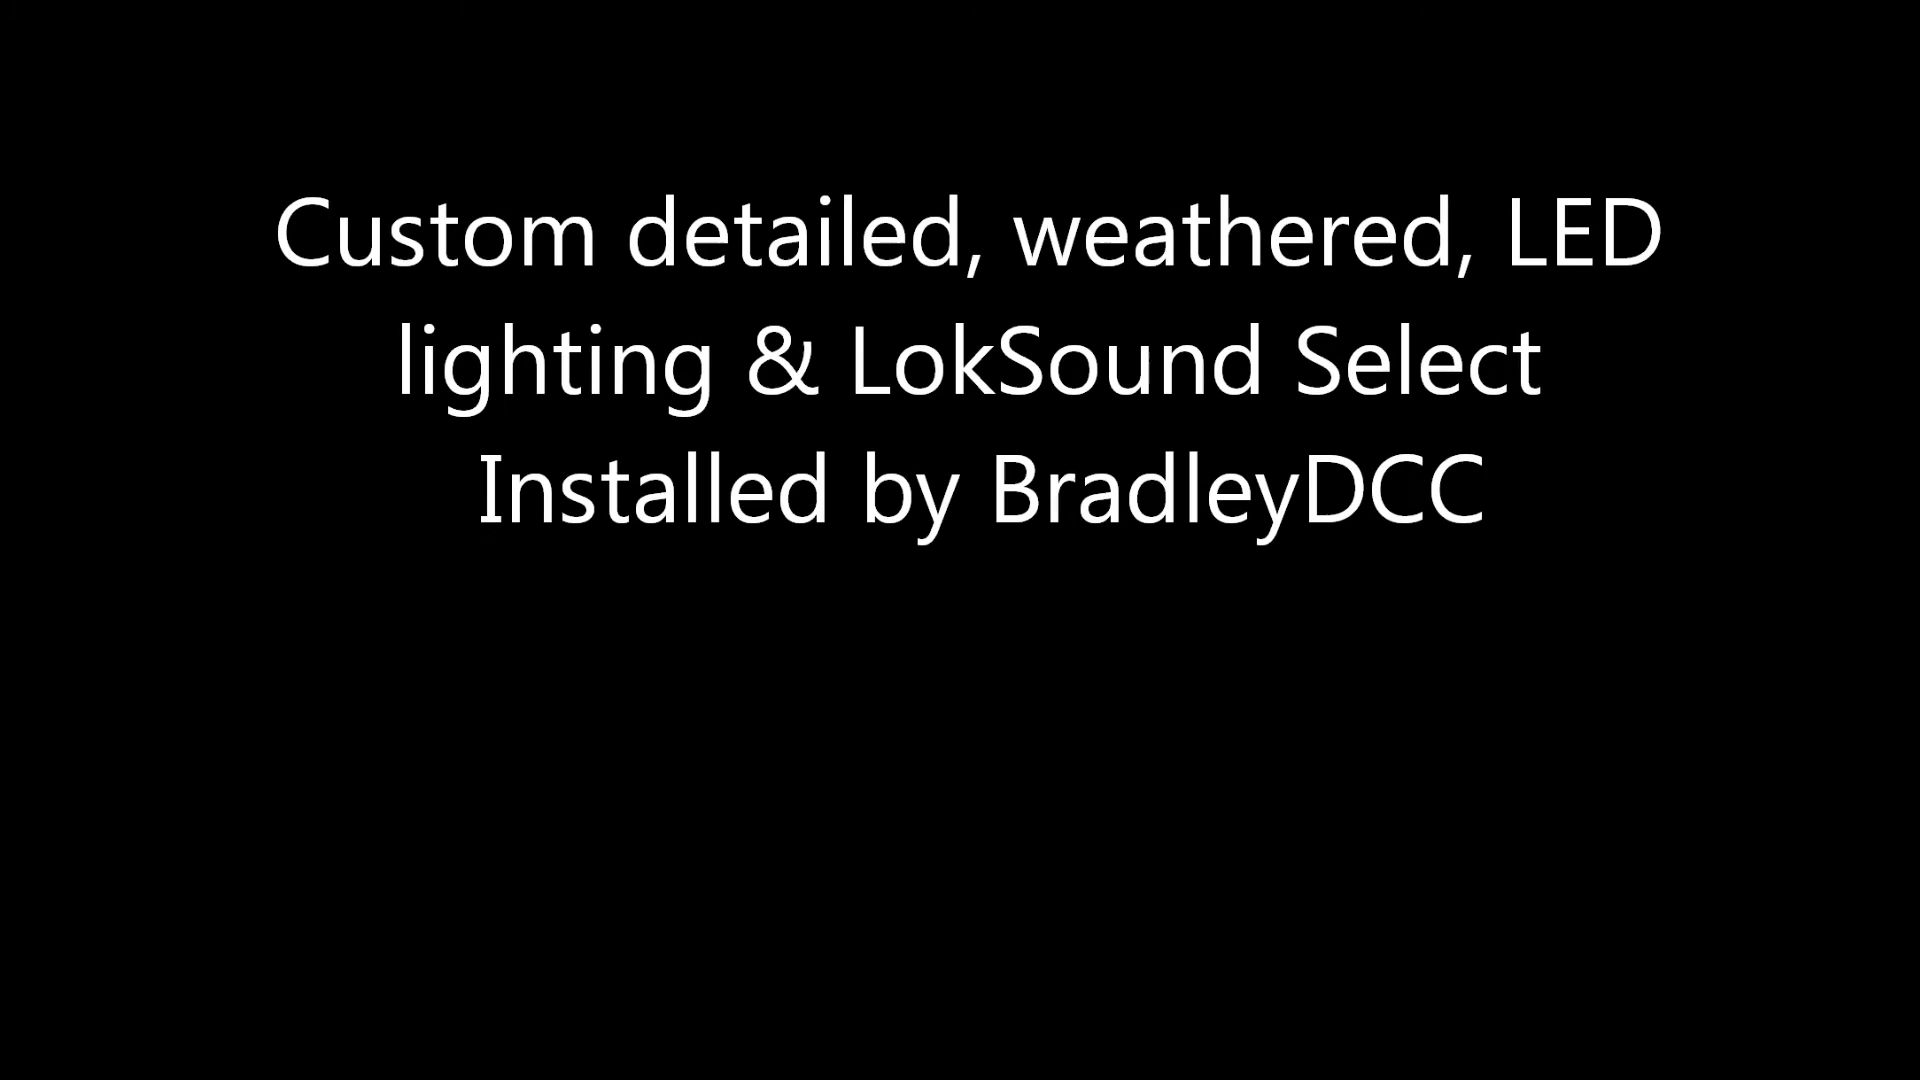 Custom detailed, weathered, LED
lighting & LokSound Select
Installed by BradleyDCC